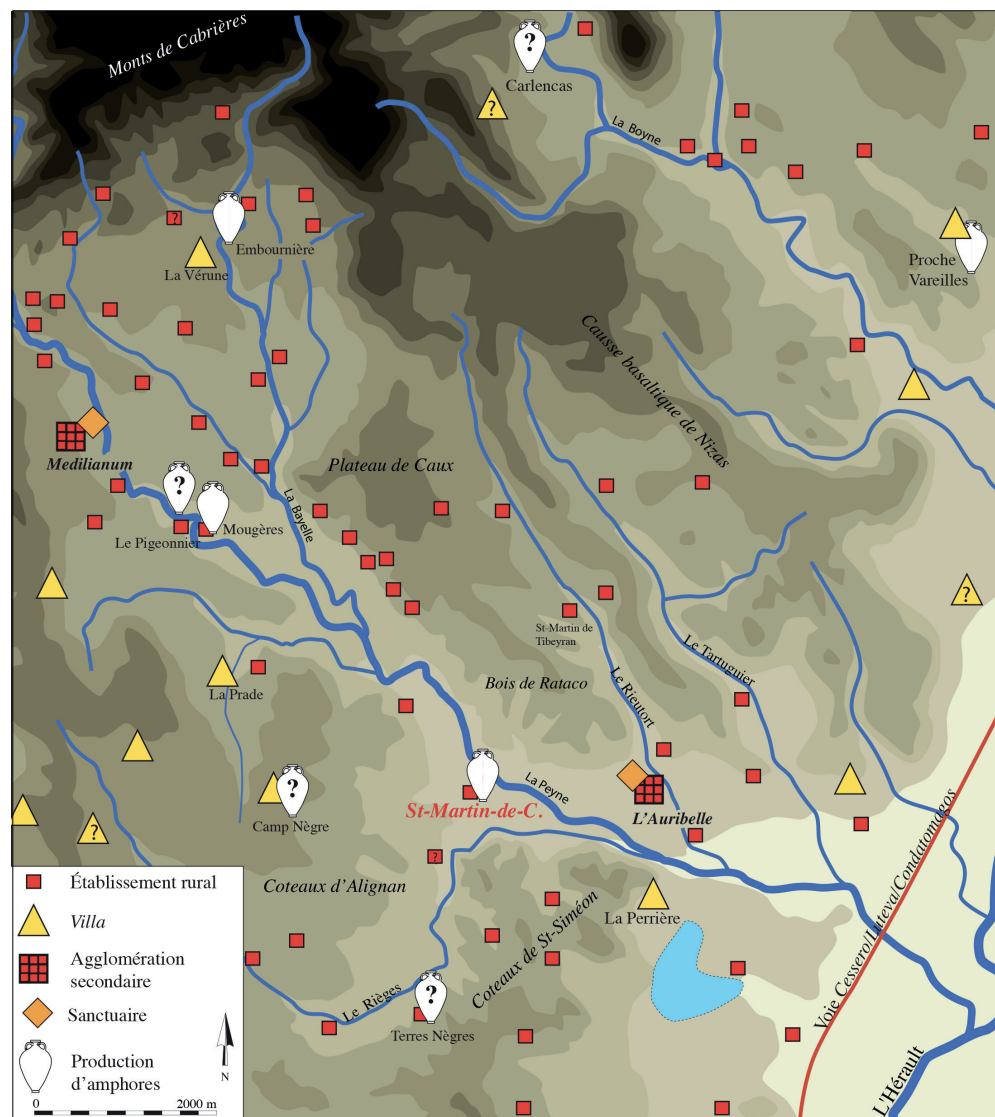 Monts de Cabrières
?
Carlencas
?
La Boyne
?
Embournière
La Vérune
Proche
Vareilles
Causse basaltique de Nizas
Medilianum
Plateau de Caux
?
La Bayelle
Le Pigeonnier
Mougères
?
St-Martin de
Tibeyran
Le Tartuguier
Le Rieutort
La Prade
Bois de Rataco
?
Camp Nègre
La Peyne
St-Martin-de-C.
L'Auribelle
?
?
Coteaux d'Alignan
La Perrière
Coteaux de St-Siméon
Voie Cessero/Luteva/Condatomagos
?
Le Rièges
Terres Nègres
L'Hérault
Établissement rural
Villa
Agglomération
secondaire
Sanctuaire
Production
d'amphores
N
0 2000 m